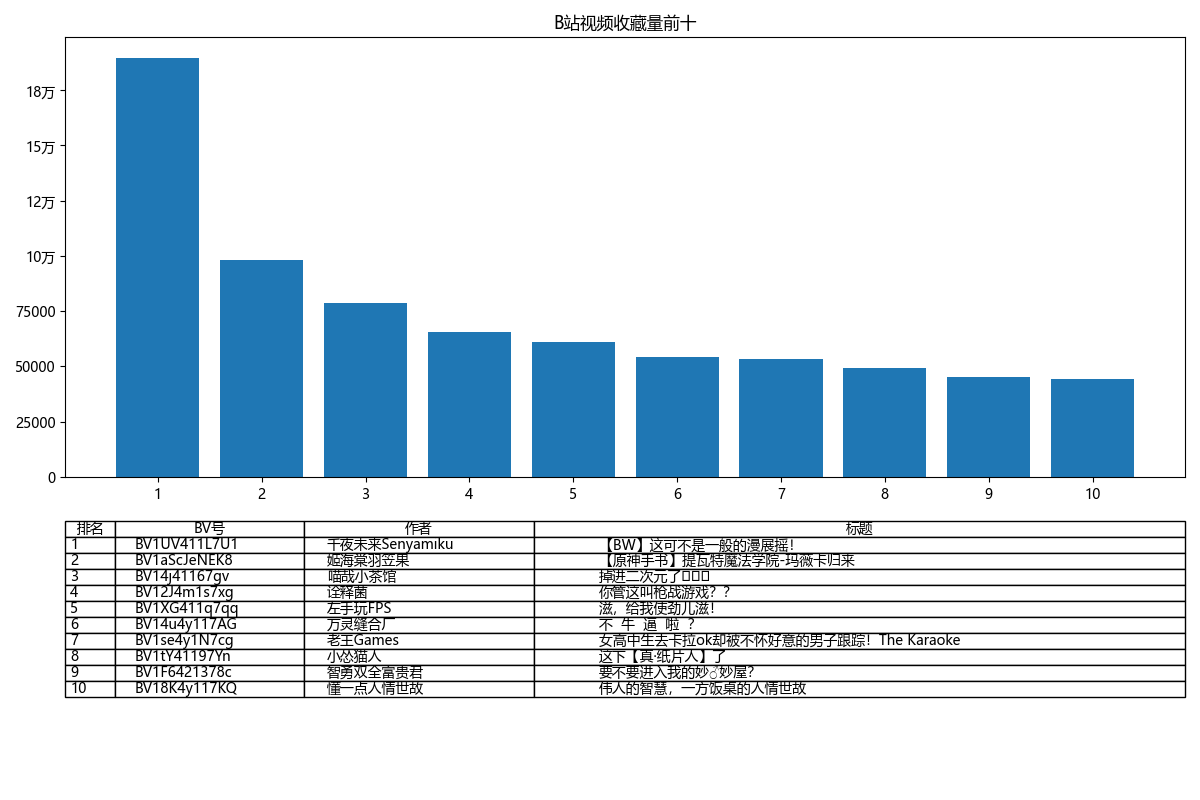 B站视频收藏量前十
18万
15万
12万
10万
75000
50000
25000
0
1 2 3 4 5 6 7 8 9 10
排名 BV号 作者 标题
1 BV1UV411L7U1 千夜未来Senyamiku 【BW】这可不是一般的漫展摇！
2 BV1aScJeNEK8 姬海棠羽笠果 【原神手书】提瓦特魔法学院-玛薇卡归来
3 BV14j41167gv 喵哉小茶馆 掉进二次元了
4 BV12J4m1s7xg 诠释菌 你管这叫枪战游戏？？
5 BV1XG411q7qq 左手玩FPS 滋，给我使劲儿滋！
6 BV14u4y117AG 万灵缝合厂 不 牛 逼 啦 ？
7 BV1se4y1N7cg 老王Games 女高中生去卡拉ok却被不怀好意的男子跟踪！The Karaoke
8 BV1tY41197Yn 小怂猫人 这下【真·纸片人】了
9 BV1F6421378c 智勇双全富贵君 要不要进入我的妙♂妙屋?
10 BV18K4y117KQ 懂一点人情世故 伟人的智慧，一方饭桌的人情世故